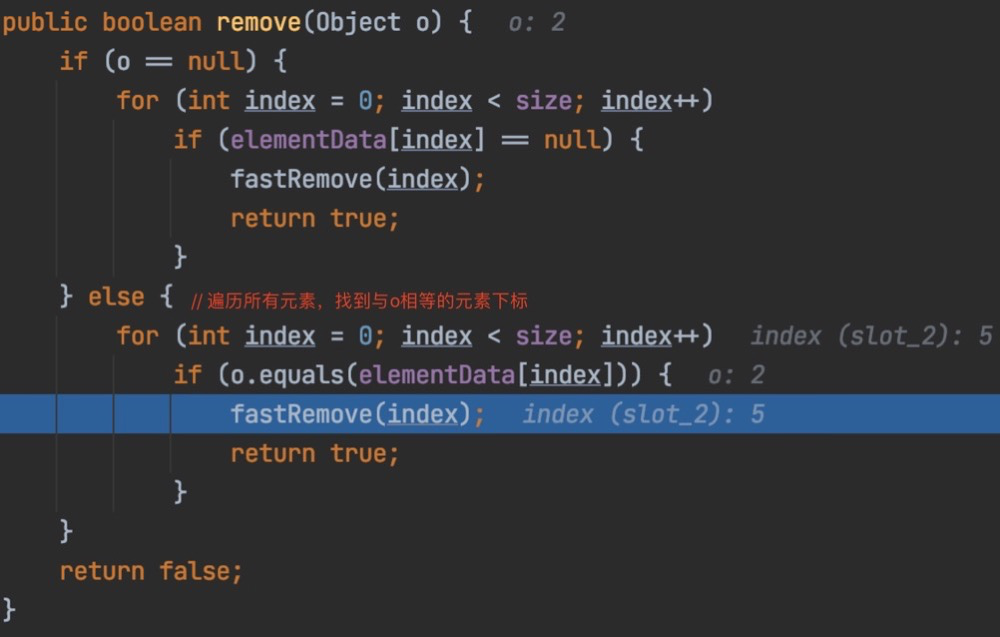 public boolean remove(Object o) {   o: 2
    if (o == null) {
        for (int index = 0; index < size; index++)
            if (elementData[index] == null) {
                fastRemove(index);
                return true;
            }
    } else {  // 遍历所有元素，找到与o相等的元素下标
        for (int index = 0; index < size; index++)   index (slot_2): 5
            if (o.equals(elementData[index])) {   o: 2
                fastRemove(index);   index (slot_2): 5
                return true;
            }
    }
    return false;
}